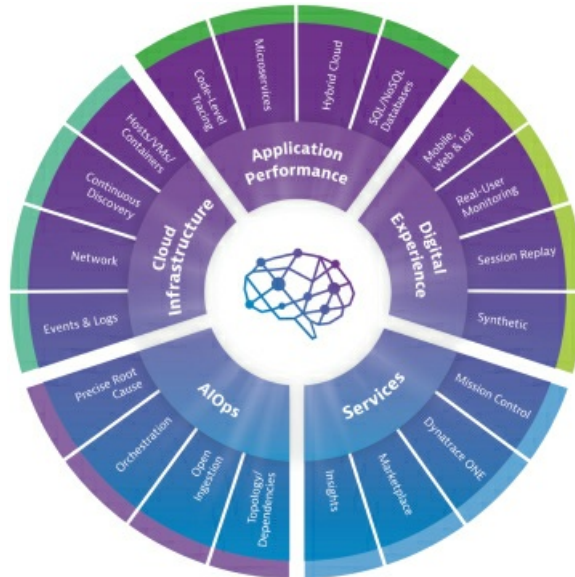 Application
Performance
Code-Level
Tracing
Microservices
Hybrid Cloud
SQL/NoSQL
Databases
Digital
Experience
Mobile,
Web & IoT
Real-User
Monitoring
Session Replay
Synthetic
Services
Mission Control
Dynatrace ONE
Marketplace
Insights
AIOps
Topology/
Dependencies
Open
Ingestion
Orchestration
Precise Root
Cause
Cloud
Infrastructure
Events & Logs
Network
Continuous
Discovery
Hosts/VMs/
Containers